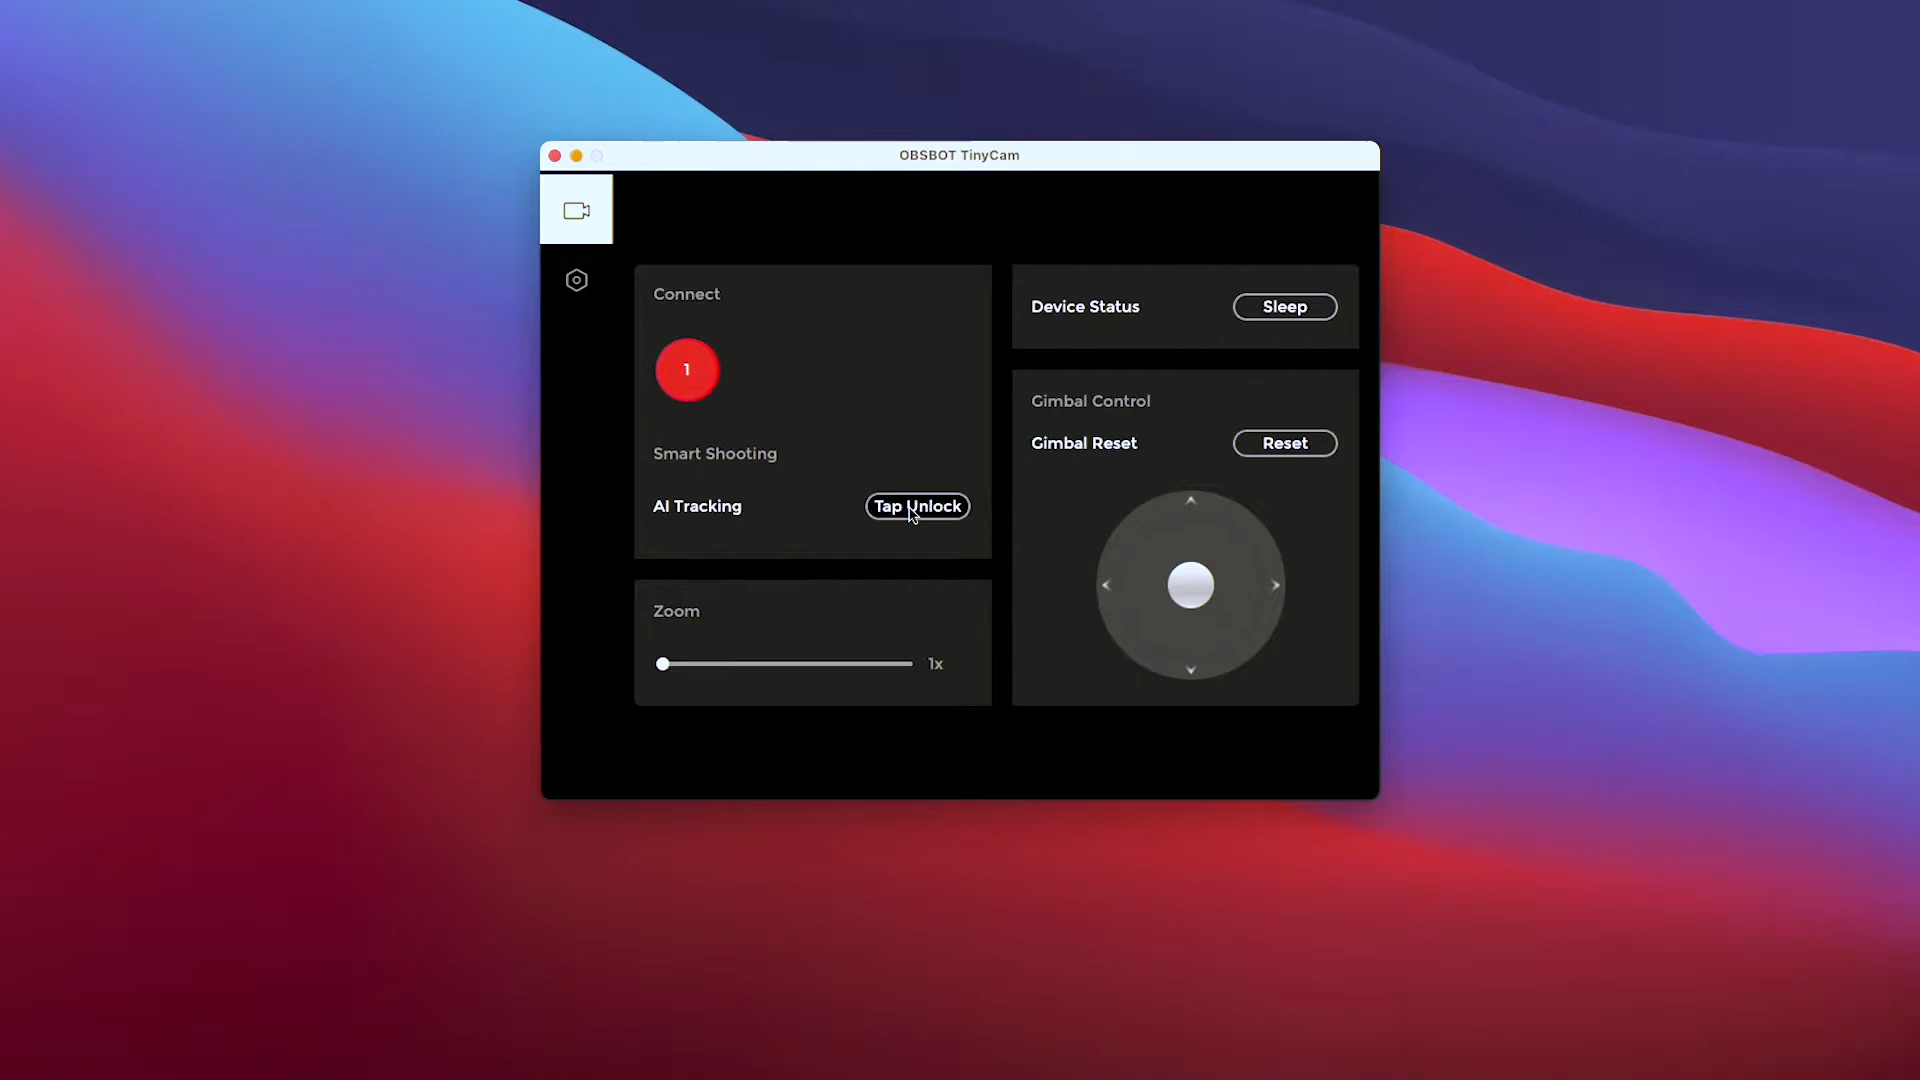 OBSBOT TinyCam
Connect
1
Smart Shooting
AI Tracking
Tap Unlock
Zoom
1x
Device Status
Sleep
Gimbal Control
Gimbal Reset
Reset